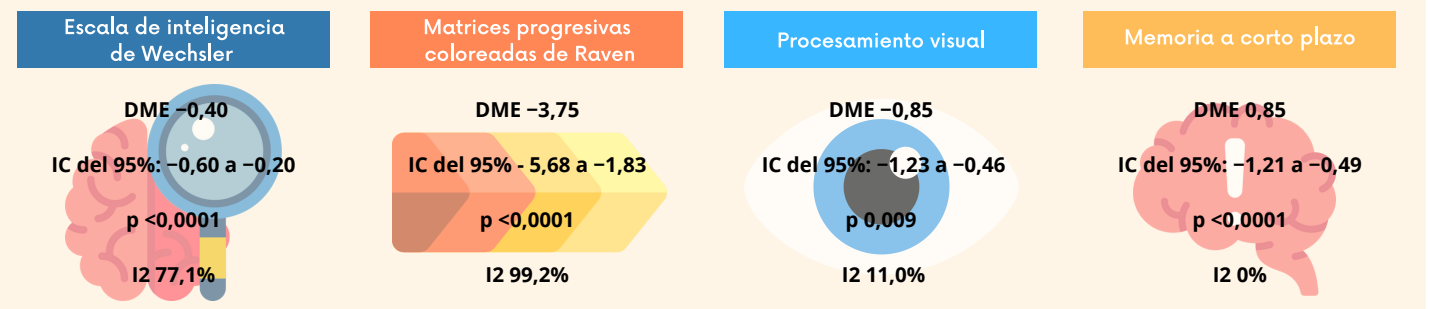 Escala de inteligencia
de Wechsler
DME −0,40
IC del 95%: −0,60 a −0,20
p <0,0001
I2 77,1%
Matrices progresivas
coloreadas de Raven
DME −3,75
IC del 95% - 5,68 a −1,83
p <0,0001
I2 99,2%
Procesamiento visual
DME −0,85
IC del 95%: −1,23 a −0,46
p 0,009
I2 11,0%
Memoria a corto plazo
DME 0,85
IC del 95%: −1,21 a −0,49
p <0,0001
I2 0%